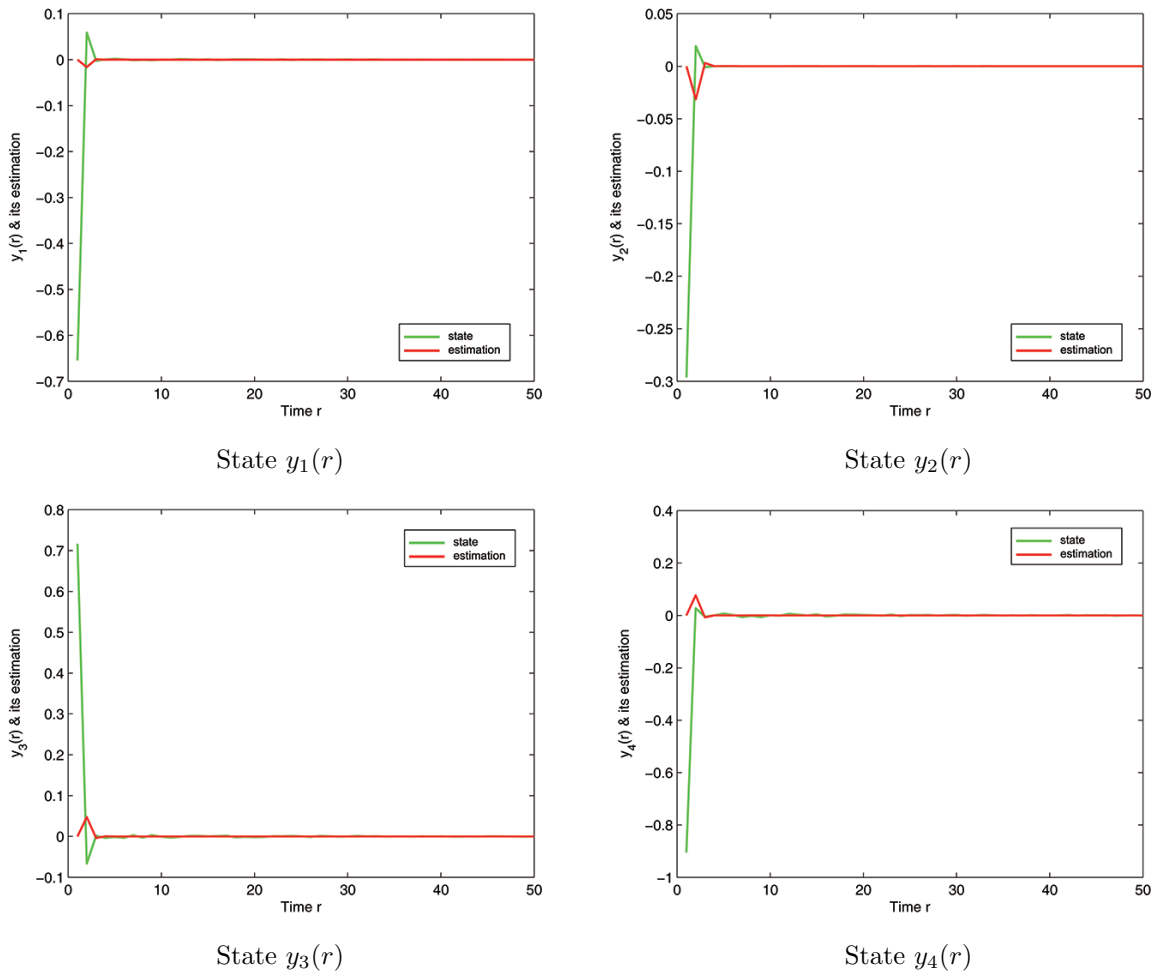 0.1
0
−0.1
−0.2
−0.3
−0.4
−0.5
−0.6
−0.7
0
10
20
30
40
50
y1(r) & its estimation
Time r
state
estimation
State y1(r)
0.05
0
−0.05
−0.1
−0.15
−0.2
−0.25
−0.3
0
10
20
30
40
50
y2(r) & its estimation
Time r
state
estimation
State y2(r)
0.8
0.7
0.6
0.5
0.4
0.3
0.2
0.1
0
−0.1
0
10
20
30
40
50
y3(r) & its estimation
Time r
state
estimation
State y3(r)
0.4
0.2
0
−0.2
−0.4
−0.6
−0.8
−1
0
10
20
30
40
50
y4(r) & its estimation
Time r
state
estimation
State y4(r)